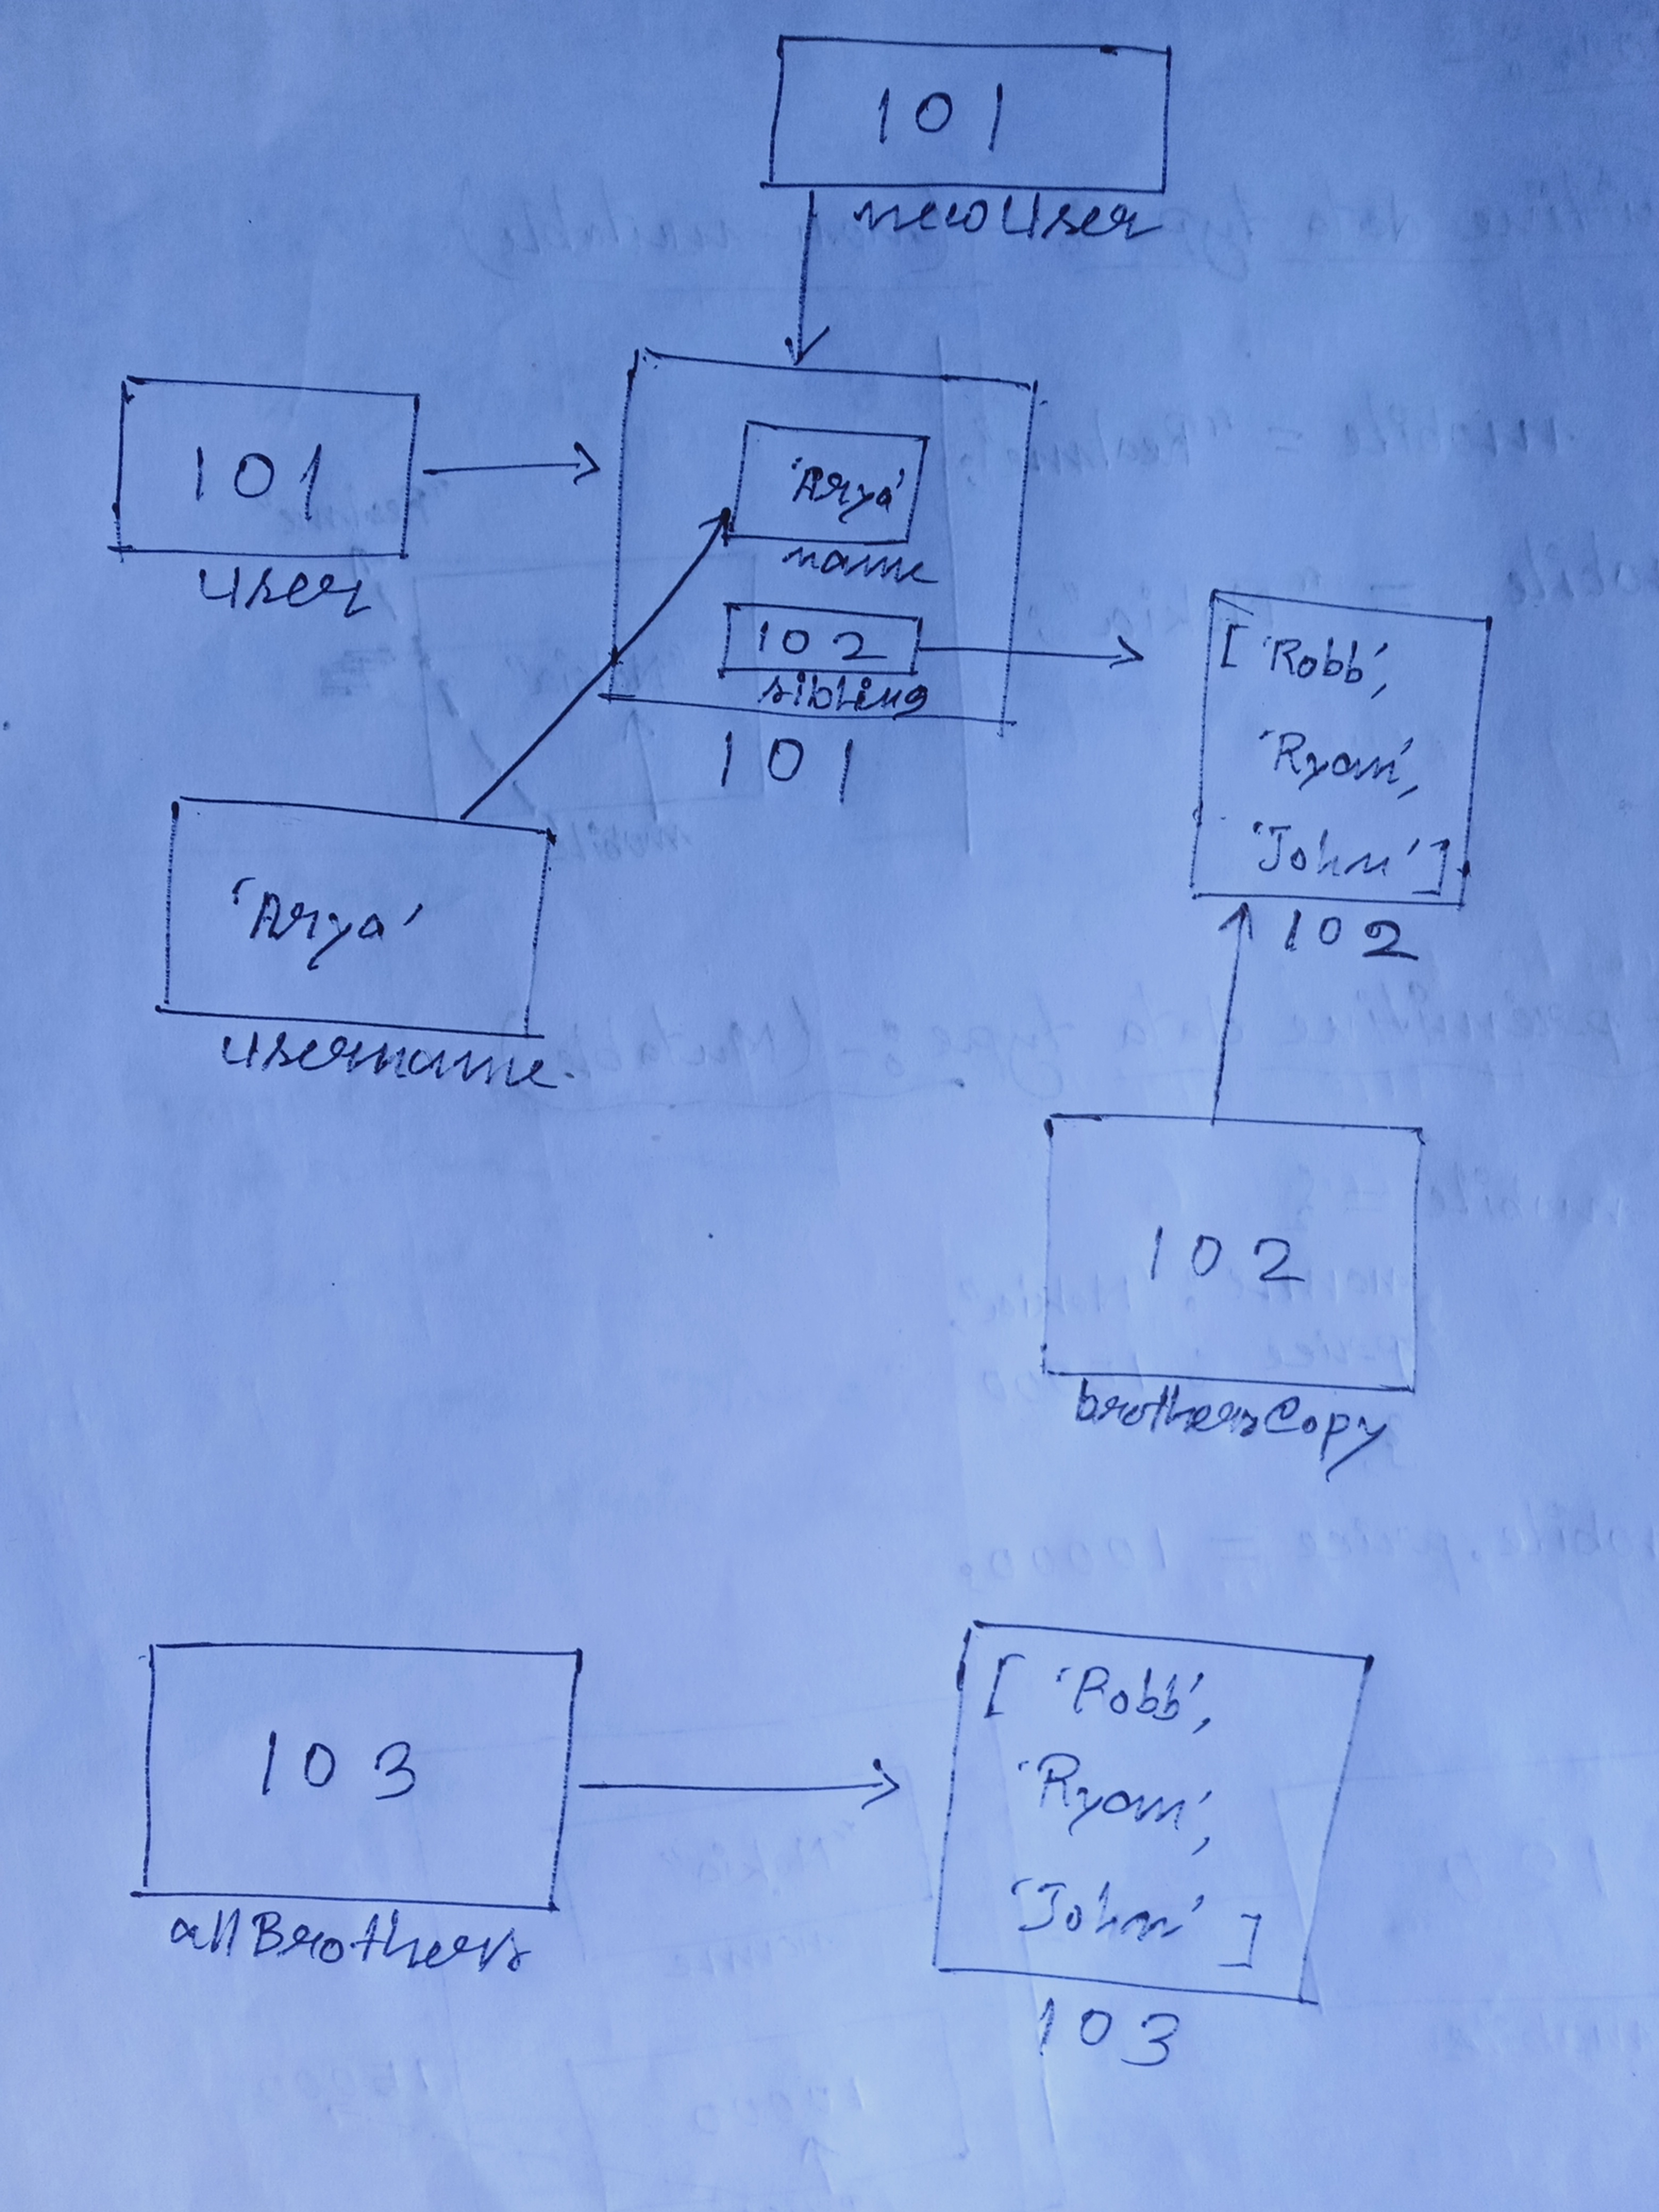 101
newUser
101
user
'Arya'
name
102
sibling
101
['Robb',
'Ryan',
'John']
102
'Arya'
username.
102
brothersCopy
103
allBrothers
['Robb',
'Ryan',
'John']
103